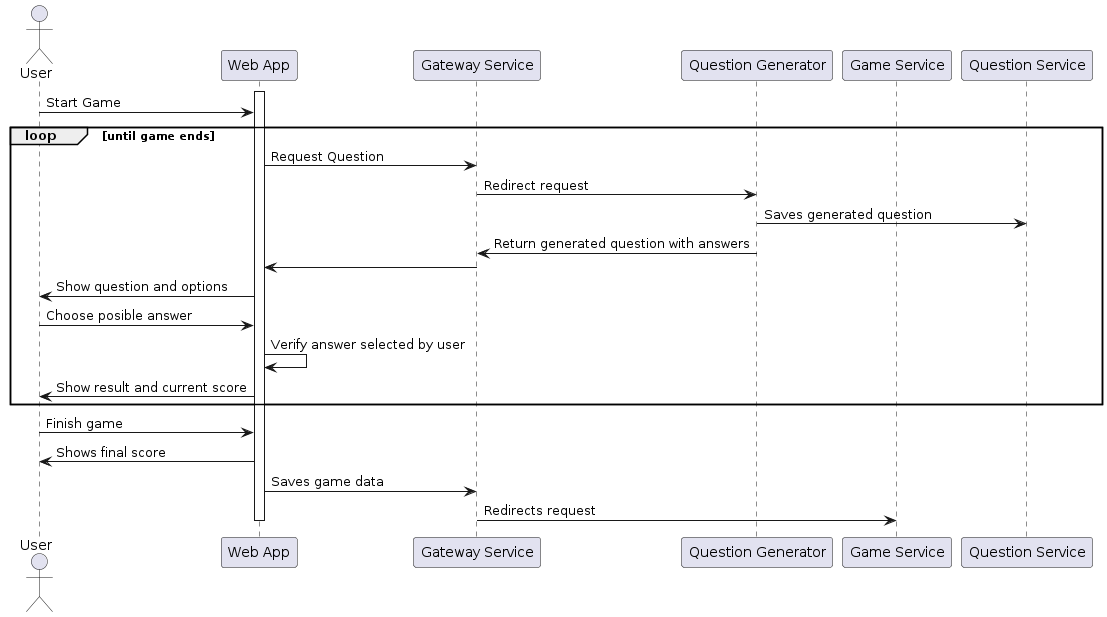 User
Web App
Gateway Service
Question Generator
Game Service
Question Service
Start Game
loop
[until game ends]
Request Question
Redirect request
Saves generated question
Return generated question with answers
Show question and options
Choose posible answer
Verify answer selected by user
Show result and current score
Finish game
Shows final score
Saves game data
Redirects request
User
Web App
Gateway Service
Question Generator
Game Service
Question Service